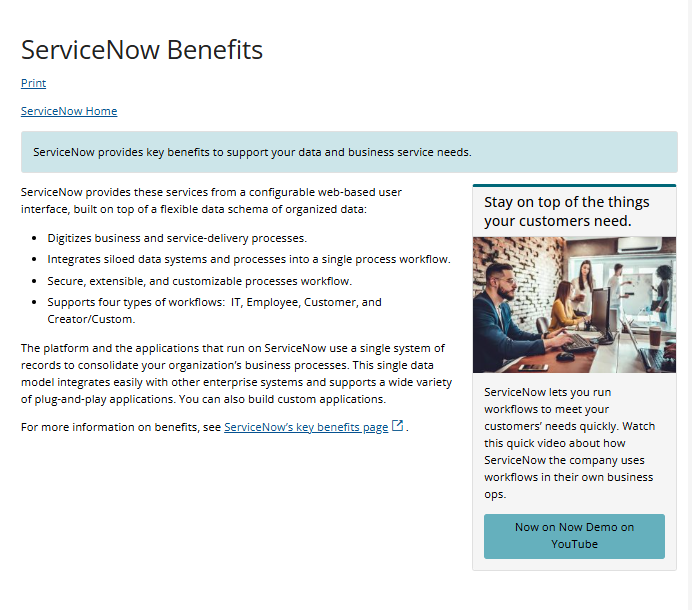 ServiceNow Benefits
Print
ServiceNow Home
ServiceNow provides key benefits to support your data and business service needs.
ServiceNow provides these services from a configurable web-based user
interface, built on top of a flexible data schema of organized data:
• Digitizes business and service-delivery processes.
• Integrates siloed data systems and processes into a single process workflow.
• Secure, extensible, and customizable processes workflow.
• Supports four types of workflows:  IT, Employee, Customer, and
Creator/Custom.
The platform and the applications that run on ServiceNow use a single system of
records to consolidate your organization's business processes. This single data
model integrates easily with other enterprise systems and supports a wide variety
of plug-and-play applications. You can also build custom applications.
For more information on benefits, see ServiceNow's key benefits page .
Stay on top of the things
your customers need.
ServiceNow lets you run
workflows to meet your
customers' needs quickly. Watch
this quick video about how
ServiceNow the company uses
workflows in their own business
ops.
Now on Now Demo on
YouTube